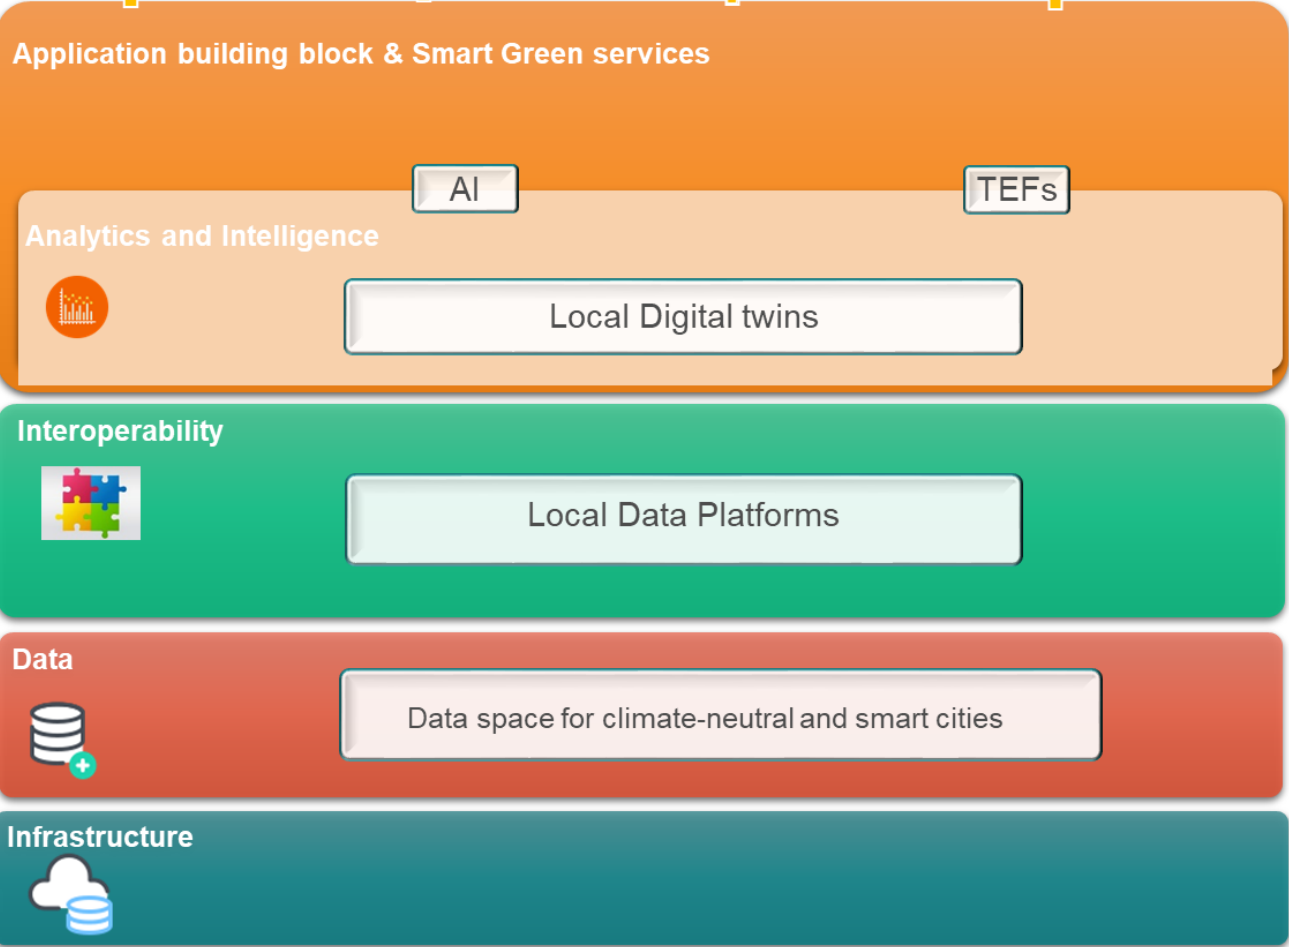 Application building block & Smart Green services
AI
TEFs
Analytics and Intelligence
Local Digital twins
Interoperability
Local Data Platforms
Data
Data space for climate-neutral and smart cities
Infrastructure